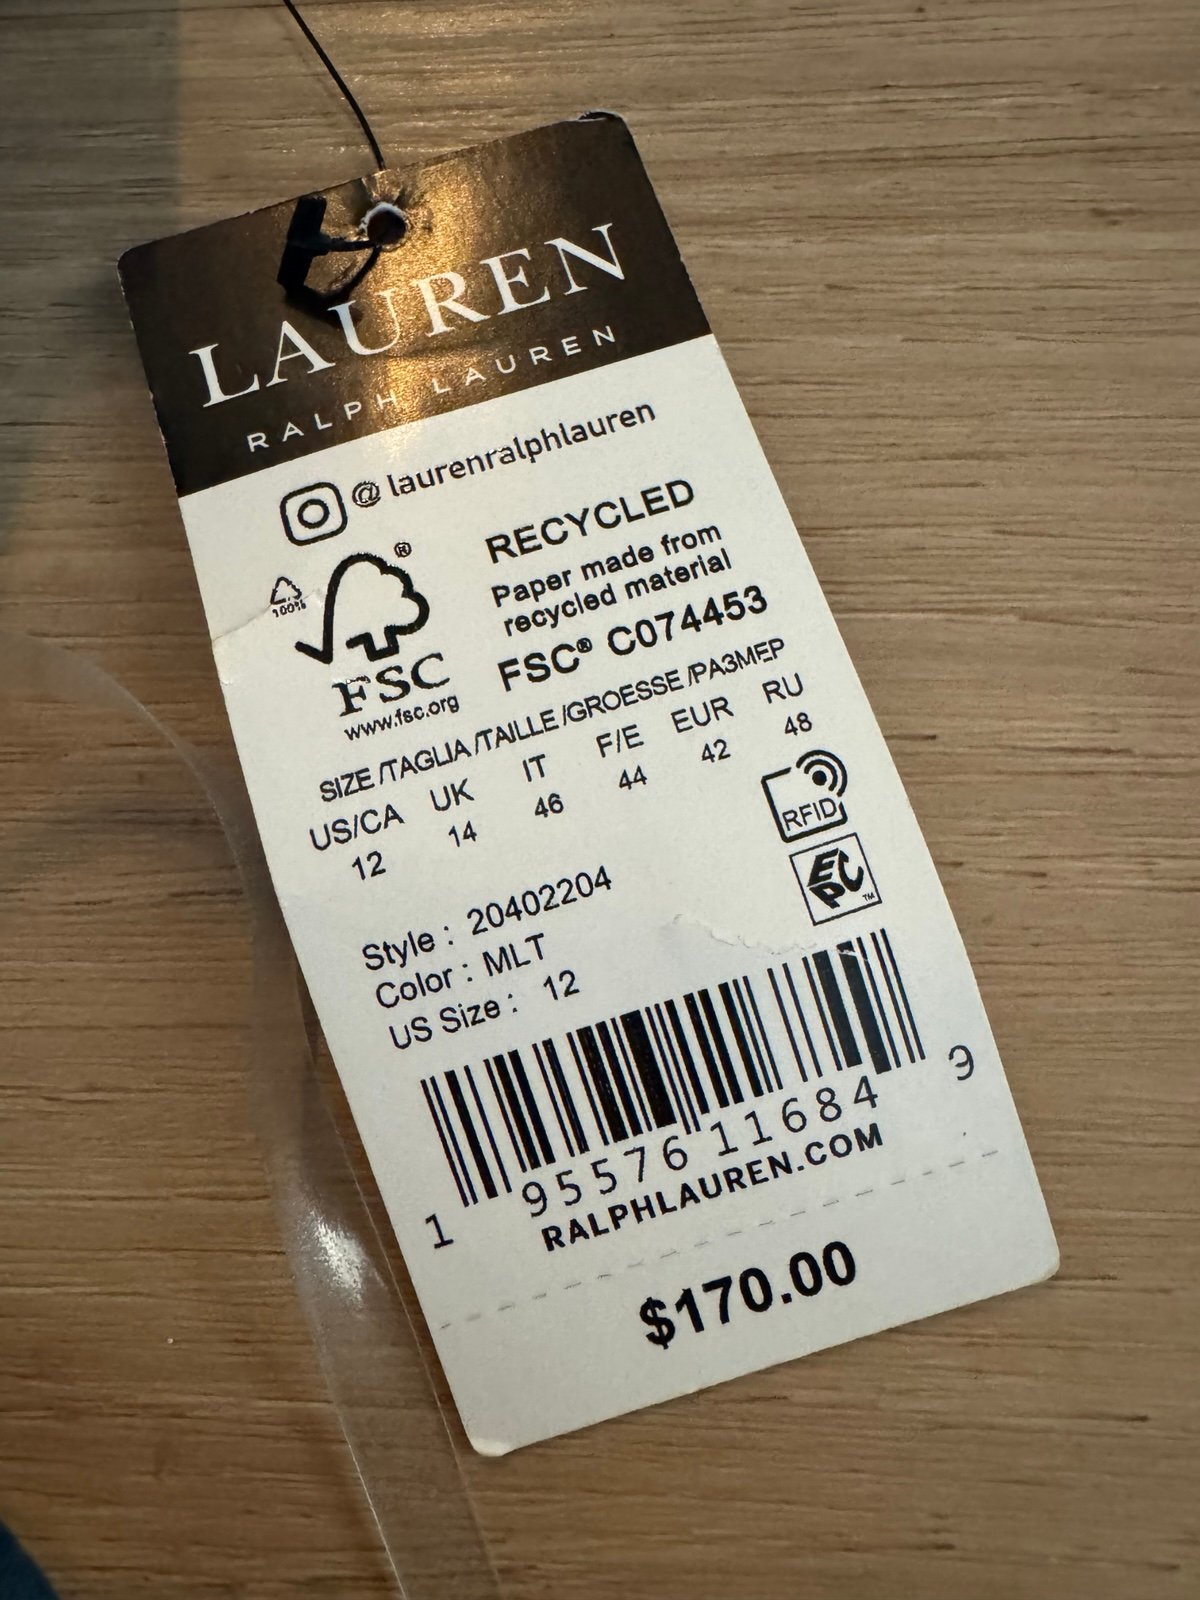 LAUREN
RALPH LAUREN
@ laurenralphlauren
RECYCLED
Paper made from
recycled material
FSC® C074453
®
100%
FSC
www.fsc.org
SIZE /TAGLIA /TAILLE /GROESSE /РАЗМЕР
US/CA UK IT F/E EUR RU
12 14 46 44 42 48
RFID
EPC™
Style : 20402204
Color : MLT
US Size : 12
1 95576 11684 9
RALPHLAUREN.COM
$170.00